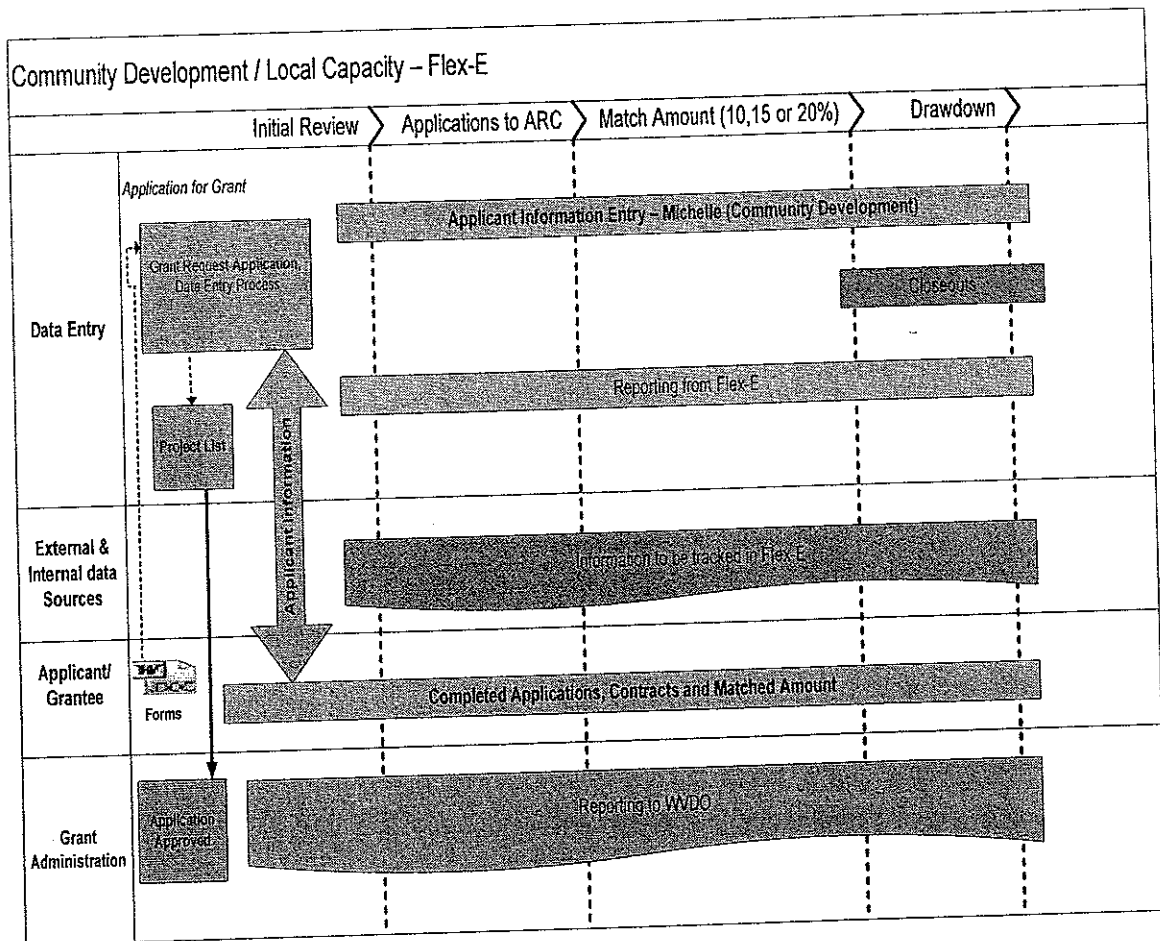 Community Development / Local Capacity – Flex-E
Initial Review
Applications to ARC
Match Amount (10,15 or 20%)
Drawdown
Data Entry
Application for Grant
Grant Request Application,
Data Entry Process
Project List
Applicant Information
Applicant Information Entry – Michelle (Community Development)
Closeouts
Reporting from Flex-E
External &
Internal data
Sources
Information to be tracked in Flex-E
Applicant/
Grantee
DOC
Forms
Completed Applications, Contracts and Matched Amount
Grant
Administration
Application
Approved
Reporting to WVDO